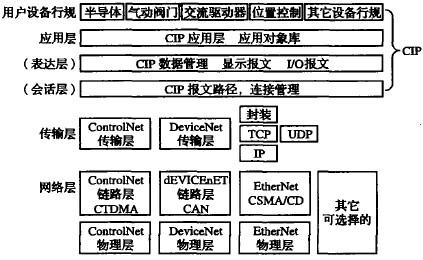 用户设备行规 半导体 气动阀门 交流驱动器 位置控制 其它设备行规
应用层 CIP 应用层 应用对象库
（表达层） CIP 数据管理 显示报文 I/O报文
CIP
（会话层） CIP 报文路径，连接管理
封装
传输层 ControlNet 传输层 DeviceNet 传输层 TCP UDP
IP
网络层 ControlNet 链路层 CTDMA dEVICEnET 链路层 CAN EtherNet CSMA/CD 其它 可选择的
ControlNet 物理层 DeviceNet 物理层 EtherNet 物理层